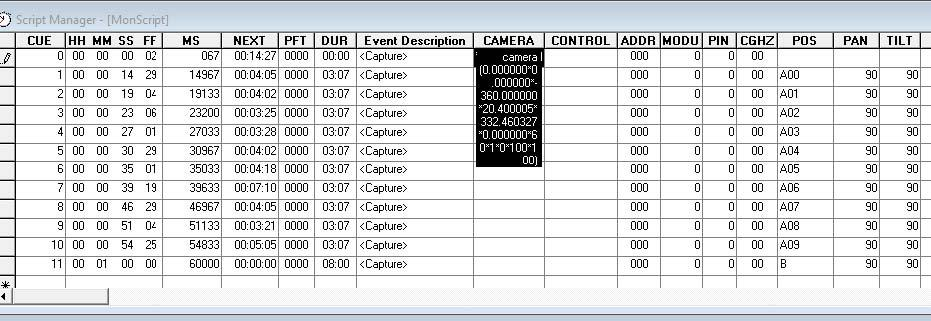 Script Manager - [MonScript]
CUE HH MM SS FF MS NEXT PFT DUR Event Description CAMERA CONTROL ADDR MODU PIN CGHZ POS PAN TILT
0 00 00 00 02 067 00:14:27 0000 00:00 <Capture> camera 000 0 0 00
1 00 00 14 29 14967 00:04:05 0000 03:07 <Capture> (0.000000*0 000 0 0 00 A00 90 90
.000000*-
2 00 00 19 04 19133 00:04:02 0000 03:07 <Capture> 360.000000 000 0 0 00 A01 90 90
3 00 00 23 06 23200 00:03:25 0000 03:07 <Capture> *20.400005* 000 0 0 00 A02 90 90
332.460327
4 00 00 27 01 27033 00:03:28 0000 03:07 <Capture> *0.000000*6 000 0 0 00 A03 90 90
5 00 00 30 29 30967 00:04:02 0000 03:07 <Capture> 0*1*0*100*1 000 0 0 00 A04 90 90
00)
6 00 00 35 01 35033 00:04:18 0000 03:07 <Capture> 000 0 0 00 A05 90 90
7 00 00 39 19 39633 00:07:10 0000 03:07 <Capture> 000 0 0 00 A06 90 90
8 00 00 46 29 46967 00:04:05 0000 03:07 <Capture> 000 0 0 00 A07 90 90
9 00 00 51 04 51133 00:03:21 0000 03:07 <Capture> 000 0 0 00 A08 90 90
10 00 00 54 25 54833 00:05:05 0000 03:07 <Capture> 000 0 0 00 A09 90 90
11 00 01 00 00 60000 00:00:00 0000 08:00 <Capture> 000 0 0 00 B 90 90